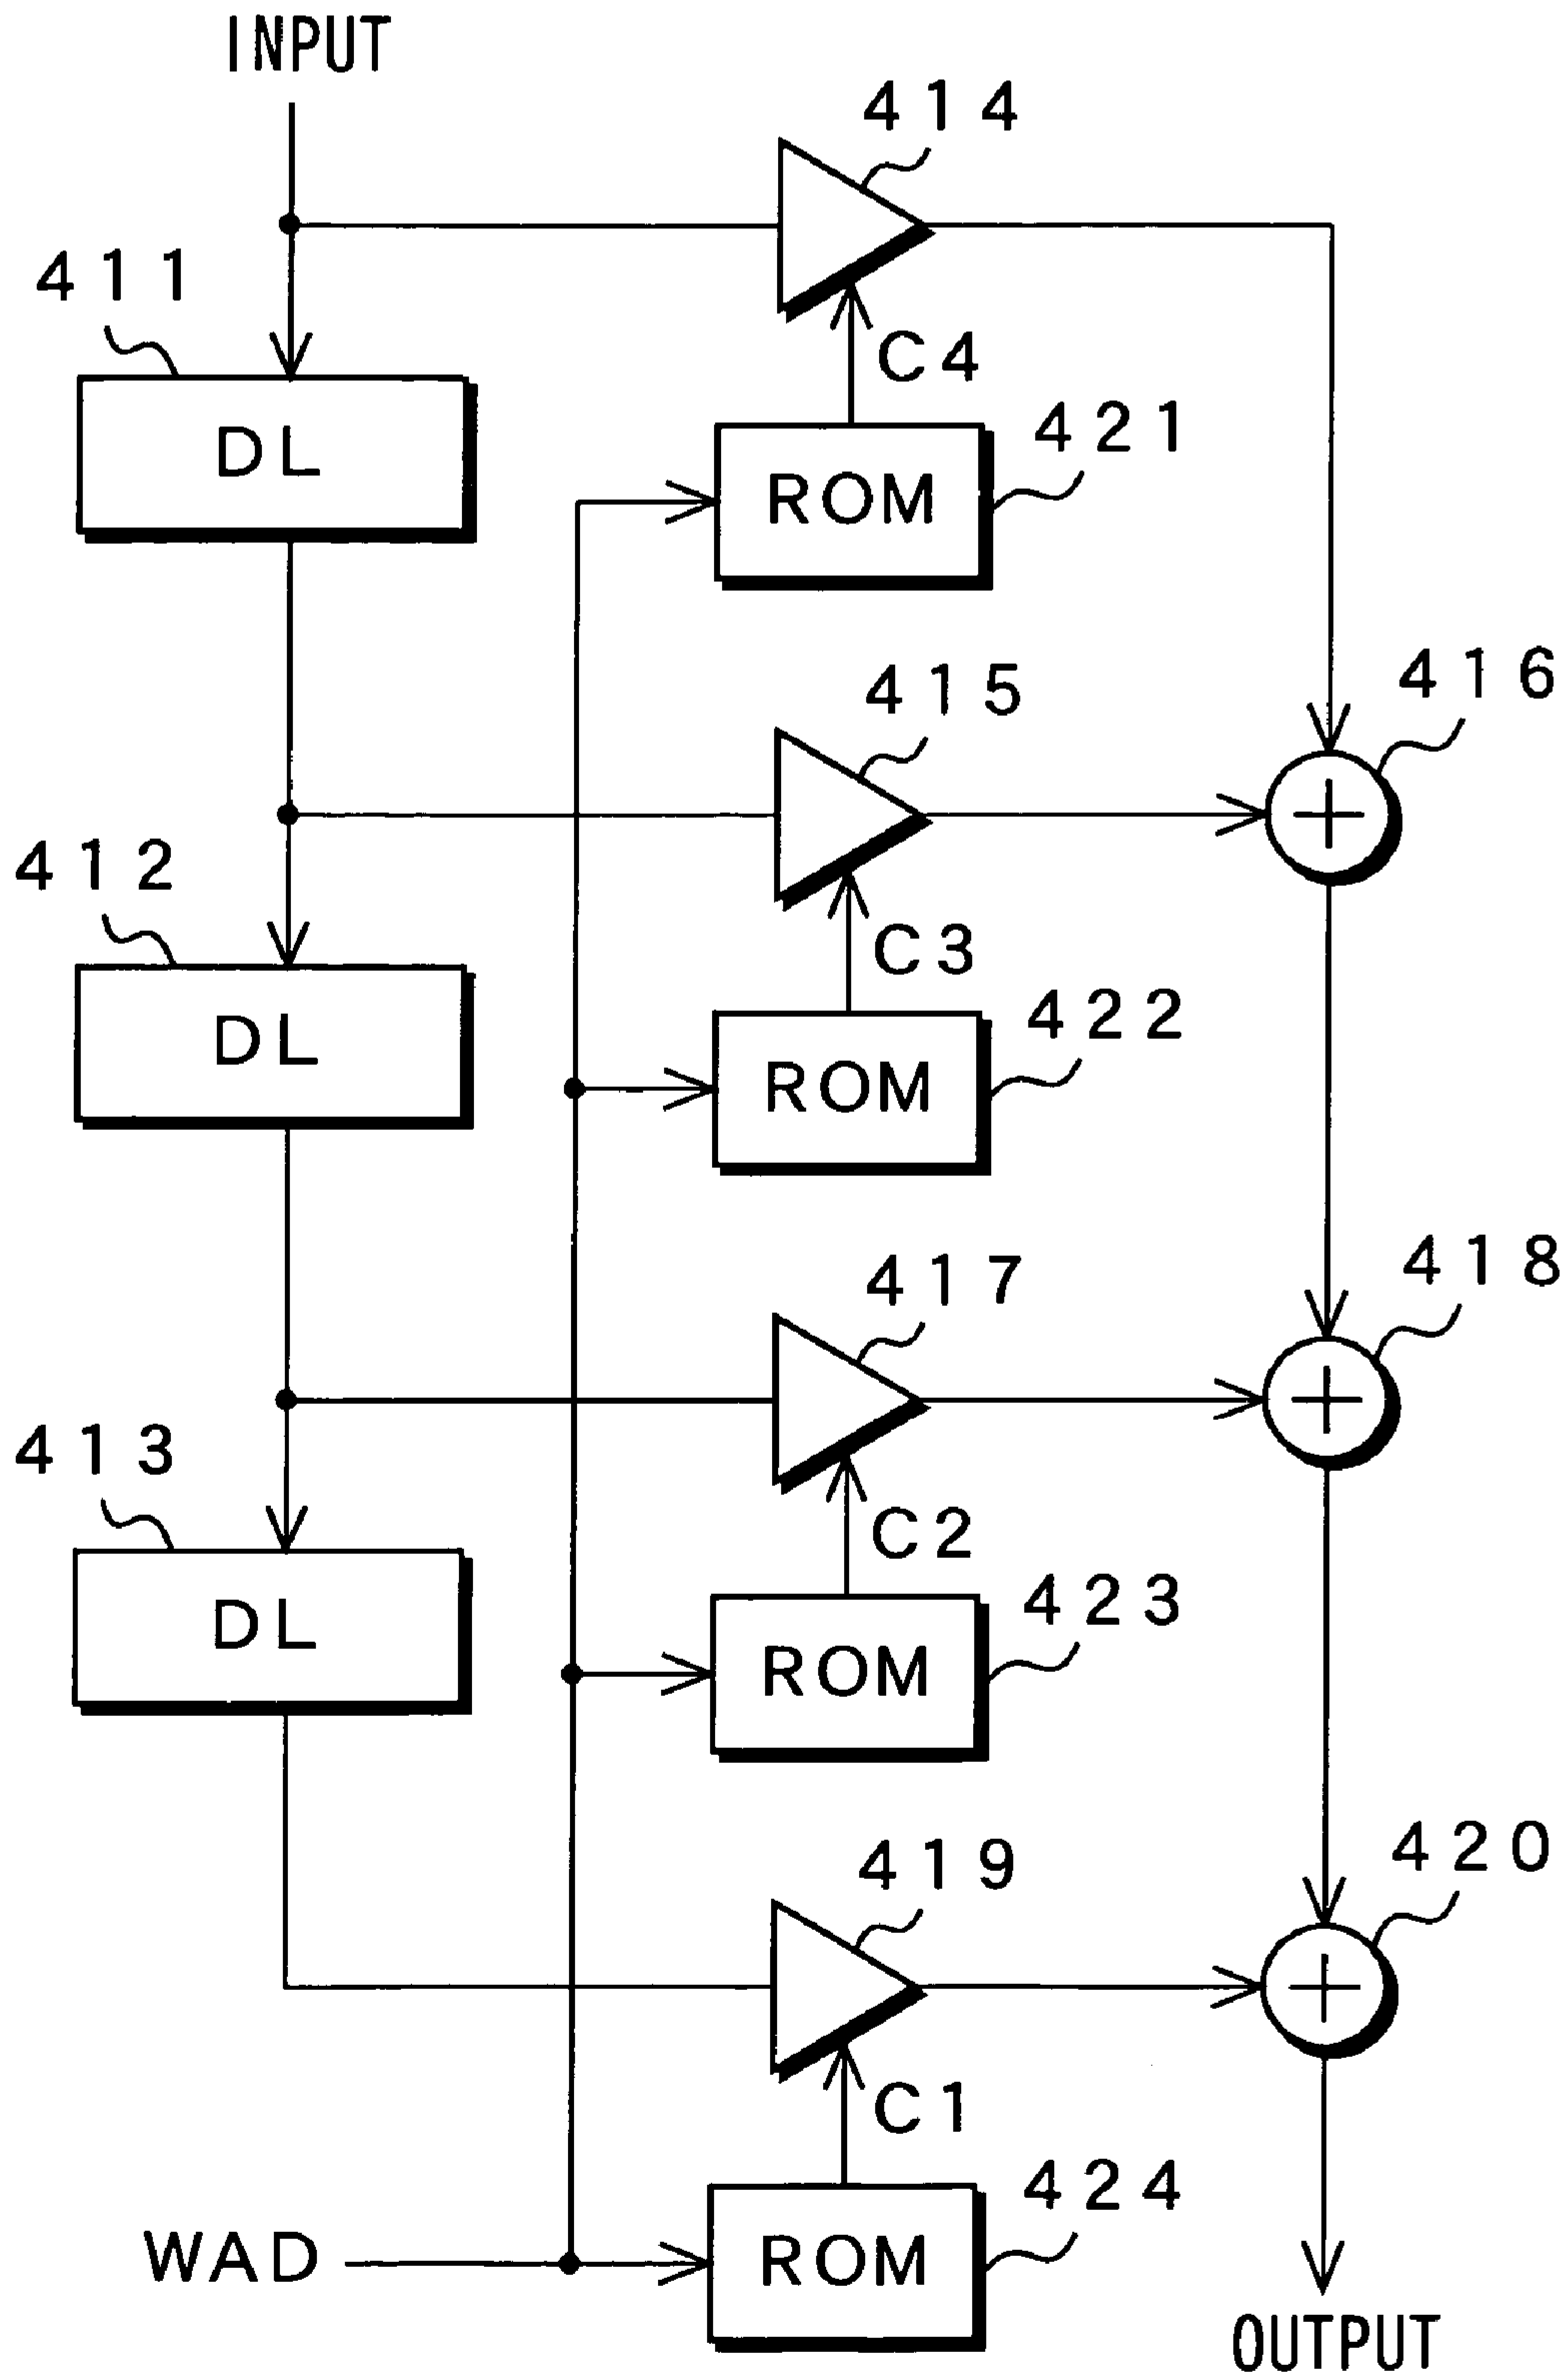 INPUT
414
411
C4
DL
421
ROM
415
416
412
C3
DL
422
ROM
417
418
413
C2
DL
423
ROM
419
420
C1
424
WAD
ROM
OUTPUT